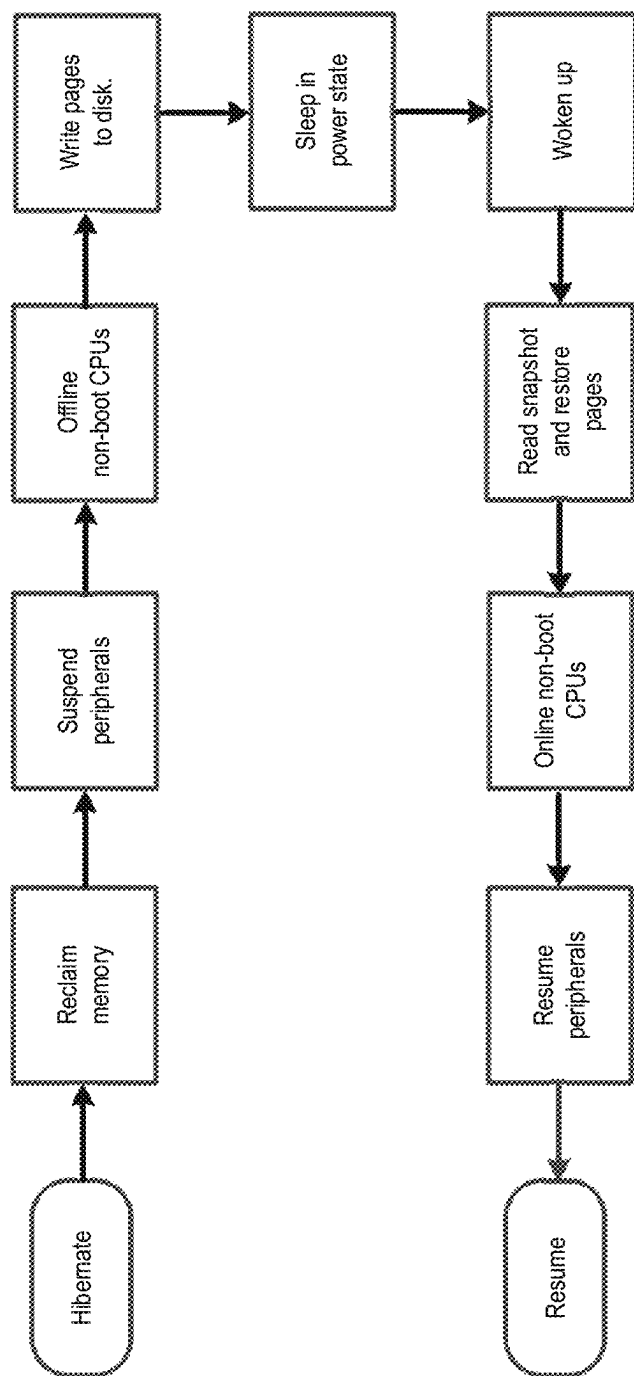 Hibernate
Reclaim
memory
Suspend
peripherals
Offline
non-boot CPUs
Write pages
to disk.
Sleep in
power state
Woken up
Read snapshot
and restore
pages
Online non-boot
CPUs
Resume
peripherals
Resume